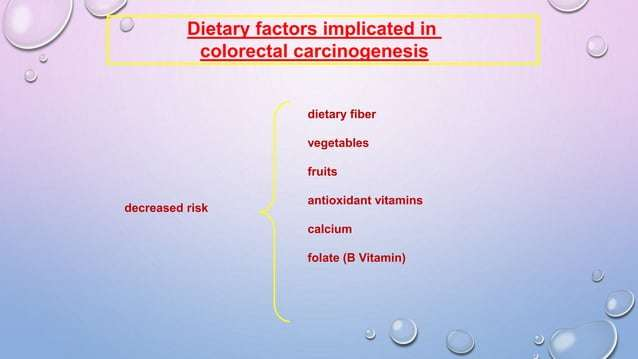 Dietary factors implicated in
colorectal carcinogenesis
dietary fiber
vegetables
fruits
antioxidant vitamins
decreased risk
calcium
folate (B Vitamin)